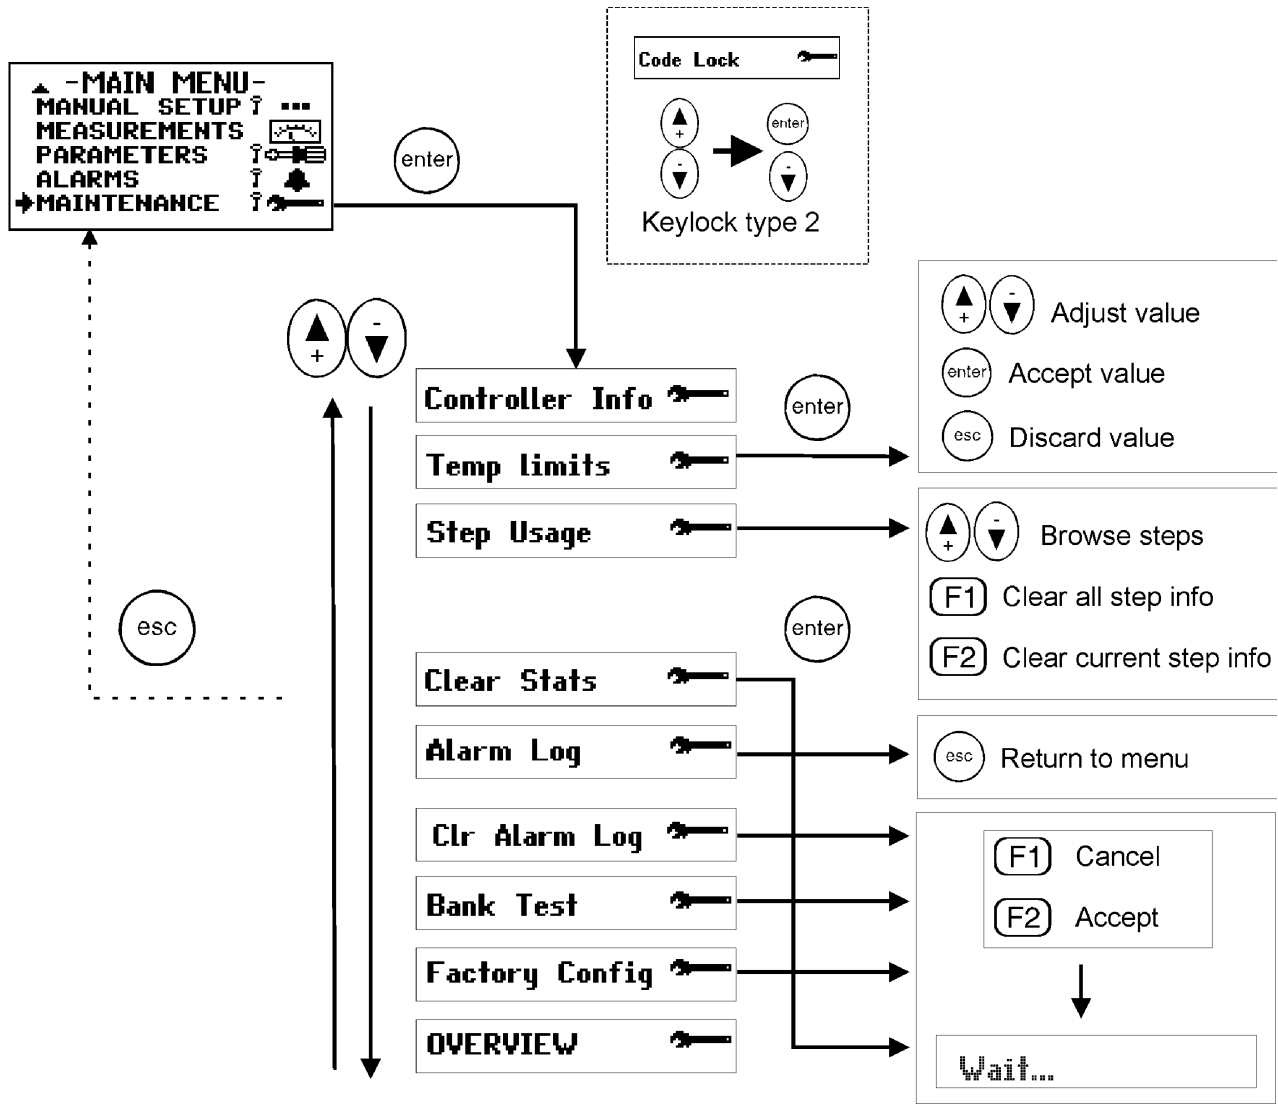 -MAIN MENU-
MANUAL SETUP
MEASUREMENTS
PARAMETERS
ALARMS
MAINTENANCE
enter
Code Lock
+
-
enter
-
Keylock type 2
+
-
esc
Controller Info
Temp limits
Step Usage
Clear Stats
Alarm Log
Clr Alarm Log
Bank Test
Factory Config
OVERVIEW
enter
enter
+ - Adjust value
enter Accept value
esc Discard value
+ - Browse steps
F1 Clear all step info
F2 Clear current step info
esc Return to menu
F1 Cancel
F2 Accept
Wait...